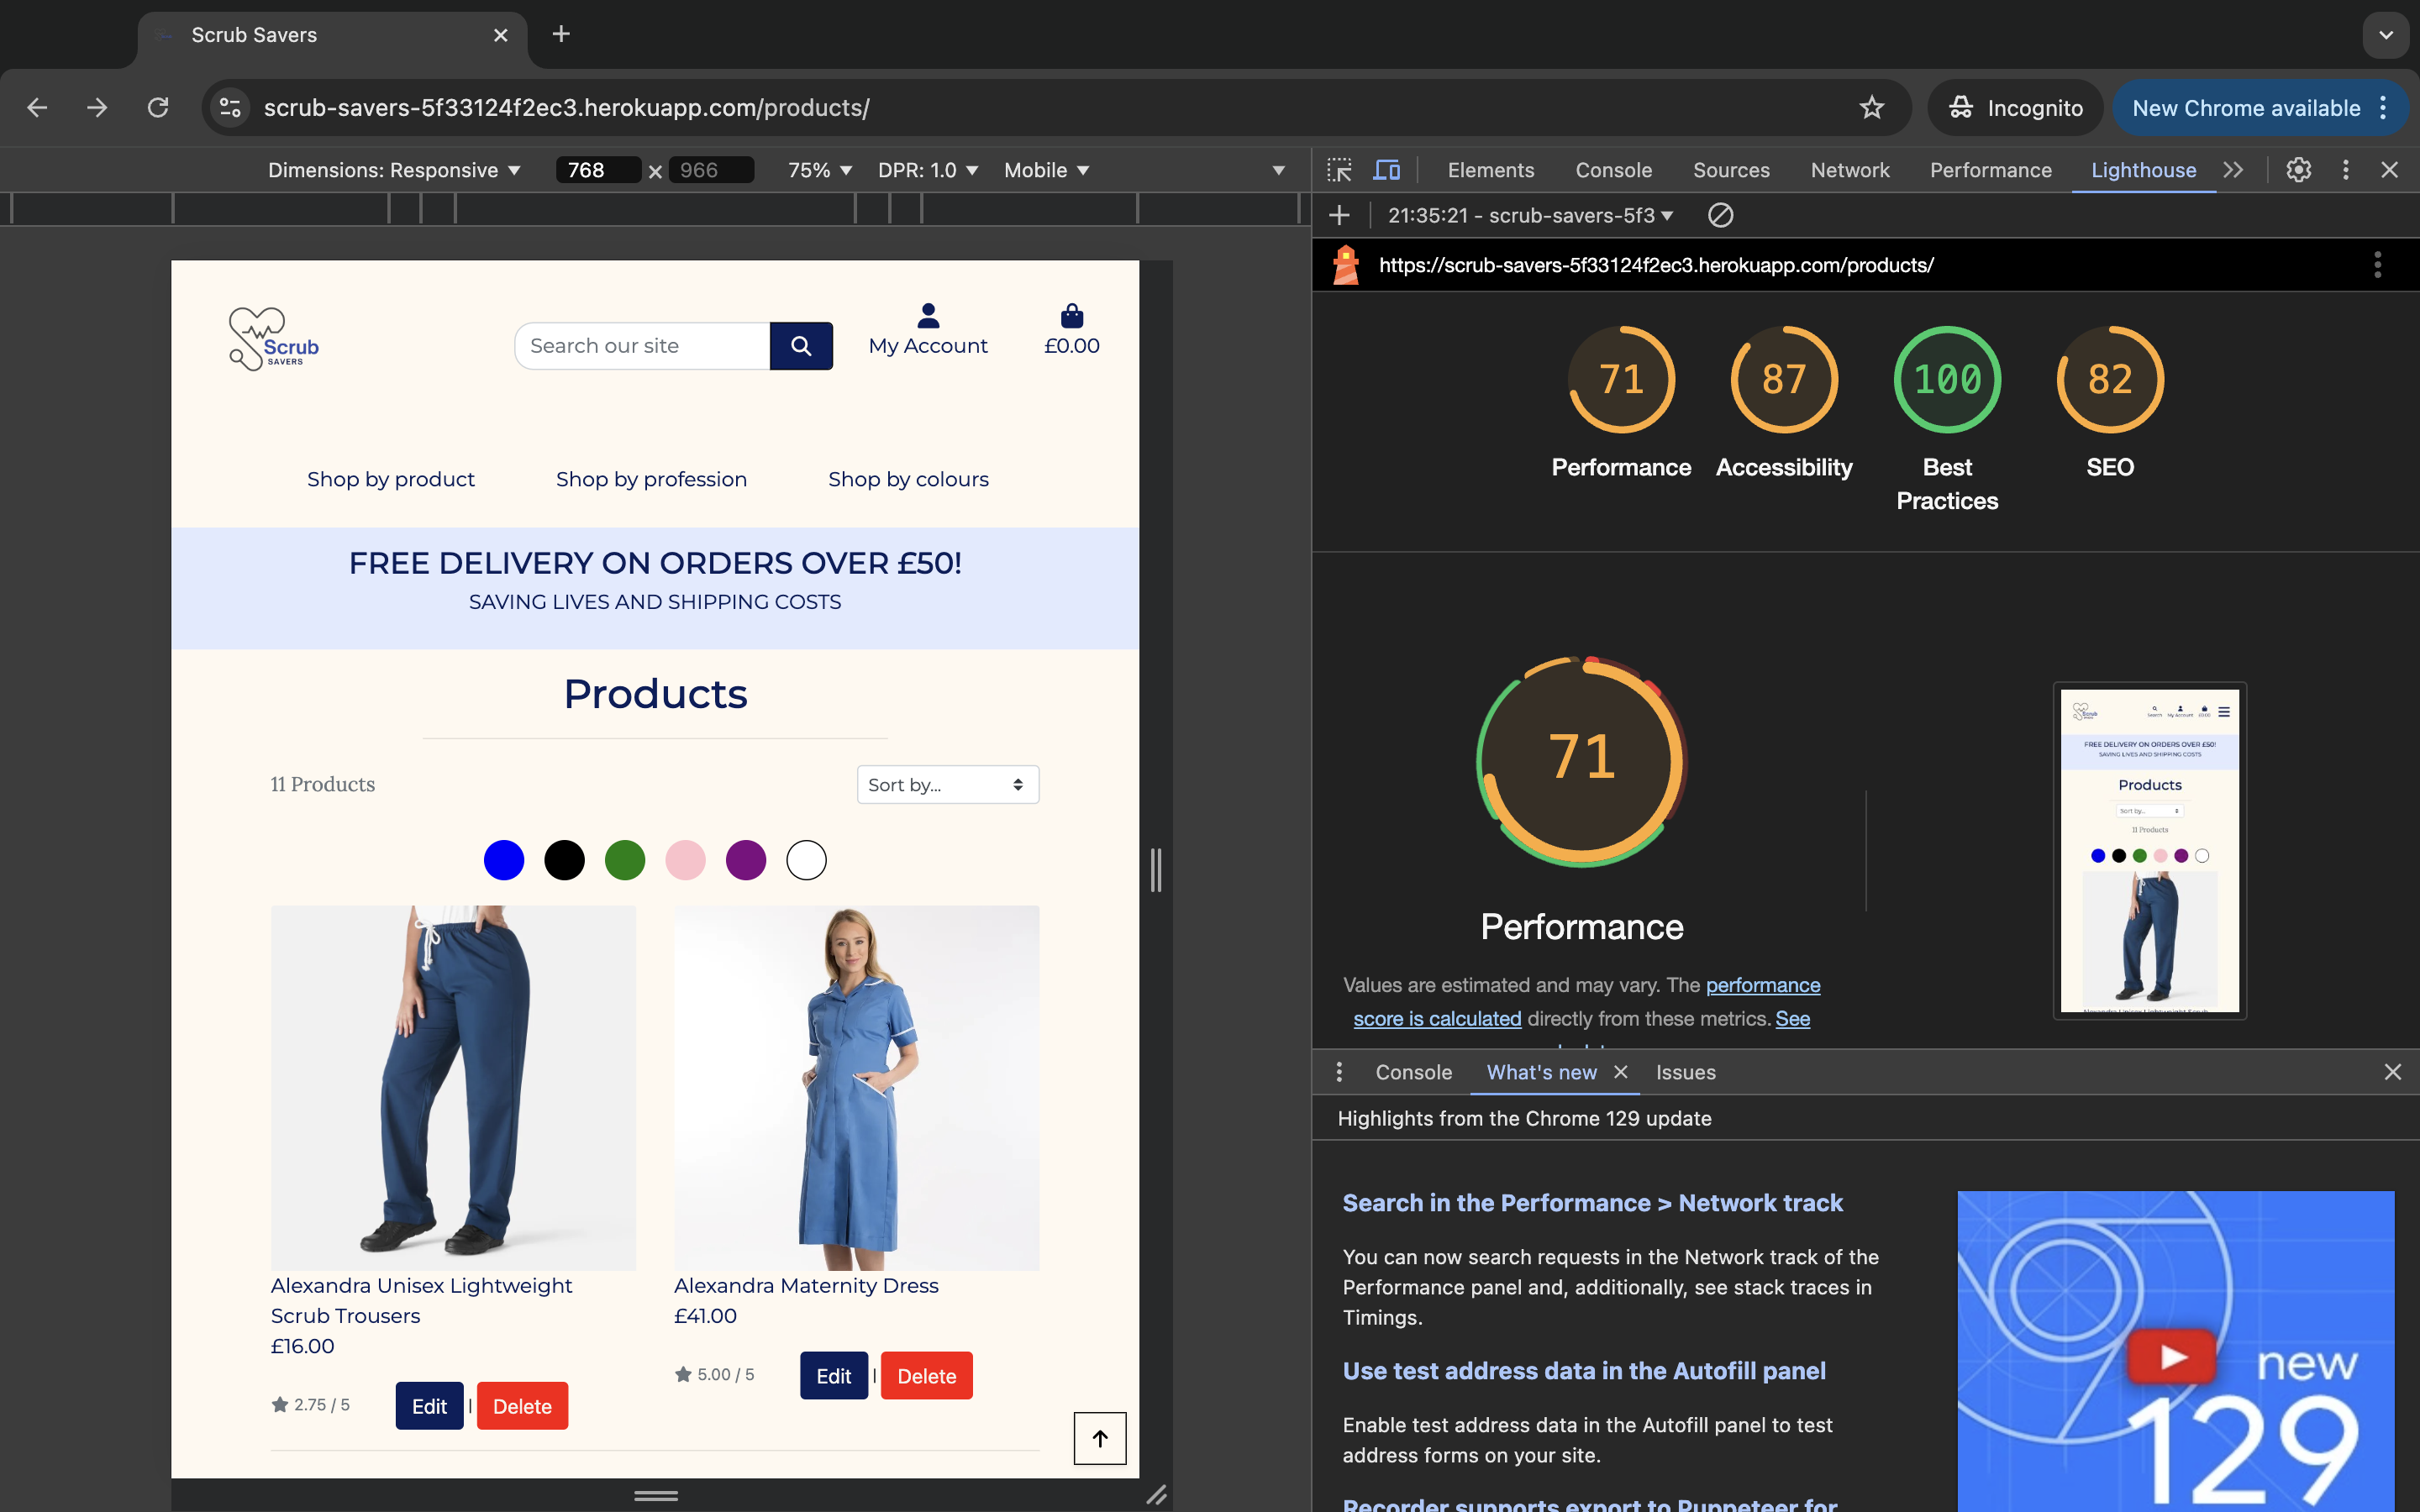 Scrub Savers
scrub-savers-5f33124f2ec3.herokuapp.com/products/
Incognito
New Chrome available
Dimensions: Responsive
768 x 966
75%
DPR: 1.0
Mobile
Elements
Console
Sources
Network
Performance
Lighthouse
21:35:21 - scrub-savers-5f3
https://scrub-savers-5f33124f2ec3.herokuapp.com/products/
Scrub
SAVERS
Search our site
My Account
£0.00
Shop by product
Shop by profession
Shop by colours
FREE DELIVERY ON ORDERS OVER £50!
SAVING LIVES AND SHIPPING COSTS
Products
11 Products
Sort by...
Alexandra Unisex Lightweight
Scrub Trousers
£16.00
2.75 / 5
Edit | Delete
Alexandra Maternity Dress
£41.00
5.00 / 5
Edit | Delete
71
Performance
87
Accessibility
100
Best
Practices
82
SEO
71
Performance
Values are estimated and may vary. The performance
score is calculated directly from these metrics. See
Scrub
Search
My Account
£0.00
FREE DELIVERY ON ORDERS OVER £50!
SAVING LIVES AND SHIPPING COSTS
Products
Sort by...
11 Products
Console
What's new
Issues
Highlights from the Chrome 129 update
Search in the Performance > Network track
You can now search requests in the Network track of the
Performance panel and, additionally, see stack traces in
Timings.
Use test address data in the Autofill panel
Enable test address data in the Autofill panel to test
address forms on your site.
Recorder supports export to Puppeteer for
new
129